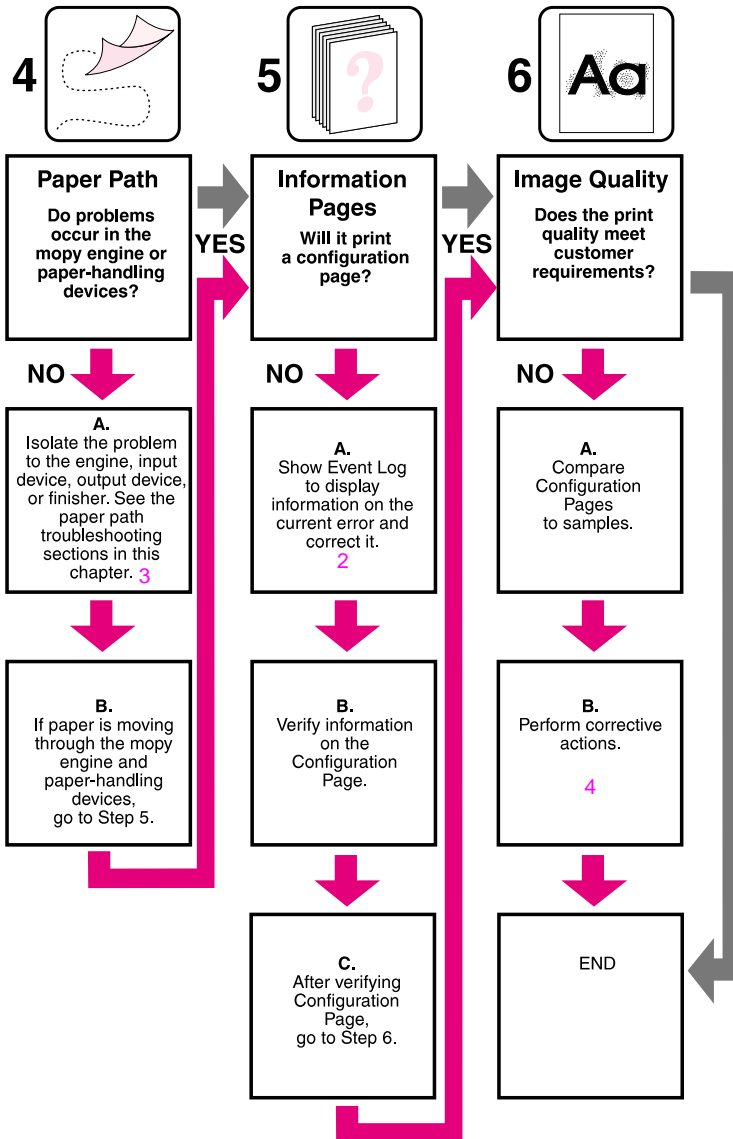 4
Paper Path
Do problems
occur in the
mopy engine or
paper-handling
devices?
YES
NO
A.
Isolate the problem
to the engine, input
device, output device,
or finisher. See the
paper path
troubleshooting
sections in this
chapter. 3
B.
If paper is moving
through the mopy
engine and
paper-handling
devices,
go to Step 5.
5
?
Information
Pages
Will it print
a configuration
page?
YES
NO
A.
Show Event Log
to display
information on the
current error and
correct it.
2
B.
Verify information
on the
Configuration
Page.
C.
After verifying
Configuration
Page,
go to Step 6.
6
Aa
Image Quality
Does the print
quality meet
customer
requirements?
NO
A.
Compare
Configuration
Pages
to samples.
B.
Perform corrective
actions.
4
END